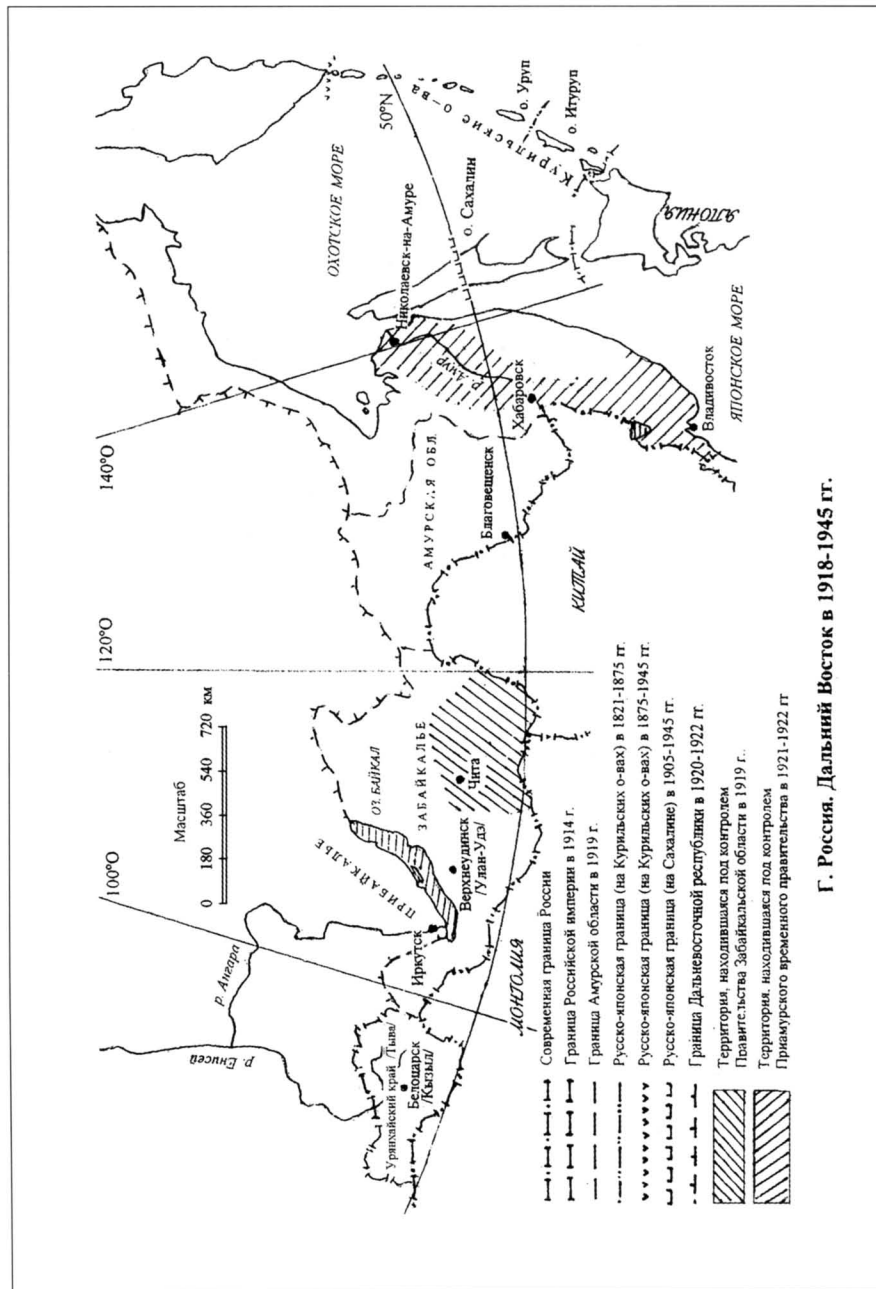 100°О
120°О
140°О
50°N
Масштаб
0 180 360 540 720 км
р. Ангара
р. Енисей
Урянхайский край /Тыва/
Белоцарск
/Кызыл/
Иркутск
ПРИБАЙКАЛЬЕ
ОЗ. БАЙКАЛ
ЗАБАЙКАЛЬЕ
Верхнеудинск
/Улан-Удэ/
Чита
МОНГОЛИЯ
АМУРСКАЯ ОБЛ.
Благовещенск
КИТАЙ
Хабаровск
р. АМУР
Николаевск-на-Амуре
ОХОТСКОЕ МОРЕ
о. Сахалин
Курильские о-ва
о. Уруп
о. Итуруп
ЯПОНИЯ
Владивосток
ЯПОНСКОЕ МОРЕ
Современная граница России
Граница Российской империи в 1914 г.
Граница Амурской области в 1919 г.
Русско-японская граница (на Курильских о-вах) в 1821-1875 гг.
Русско-японская граница (на Курильских о-вах) в 1875-1945 гг.
Русско-японская граница (на Сахалине) в 1905-1945 гг.
Граница Дальневосточной республики в 1920-1922 гг.
Территория, находившаяся под контролем
Правительства Забайкальской области в 1919 г..
Территория, находившаяся под контролем
Приамурского временного правительства в 1921-1922 гг
Г. Россия. Дальний Восток в 1918-1945 гг.